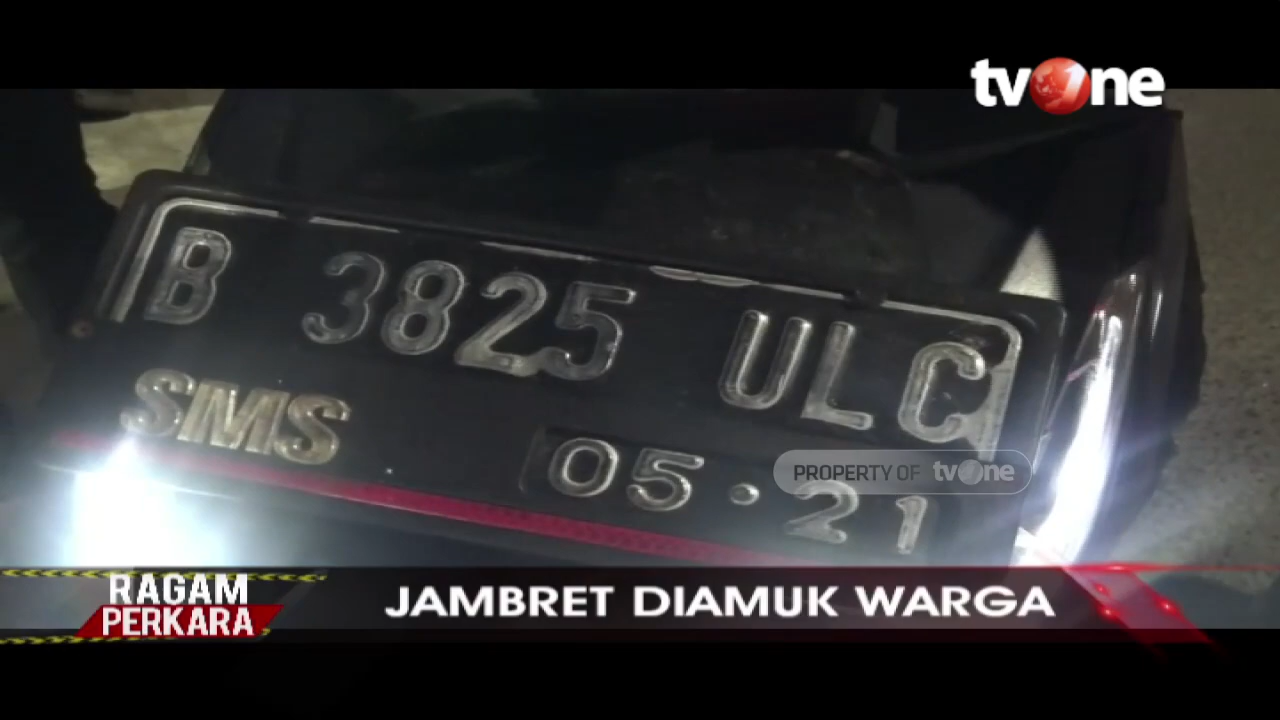 tvOne
B 3825 ULC
SMS
05 · 21
PROPERTY OF tvOne
RAGAM
PERKARA
JAMBRET DIAMUK WARGA